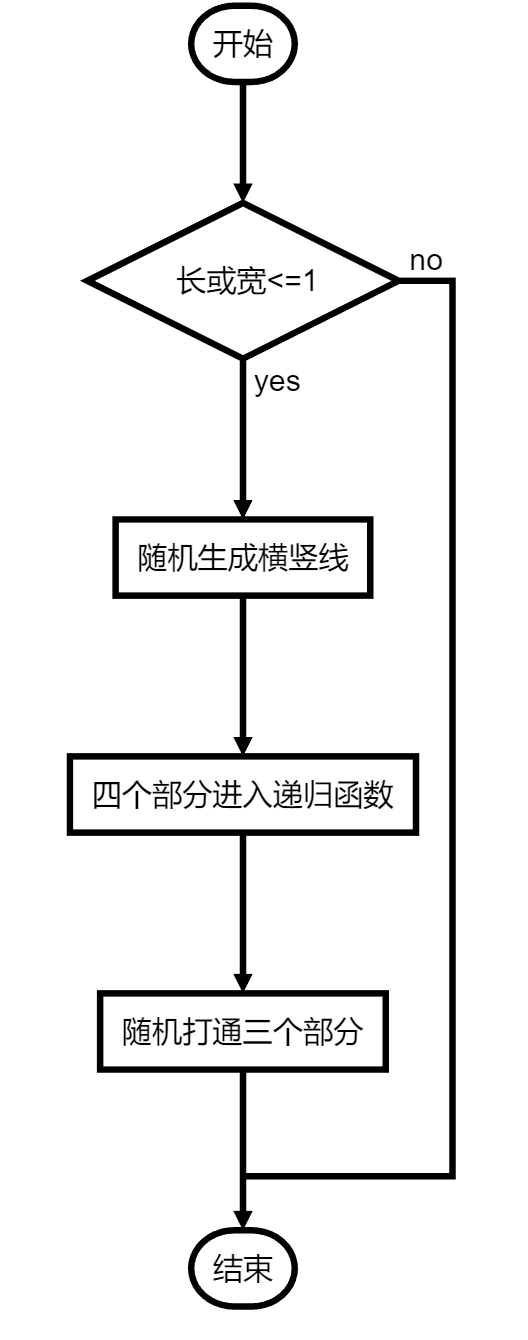 开始
长或宽<=1
no
yes
随机生成横竖线
四个部分进入递归函数
随机打通三个部分
结束